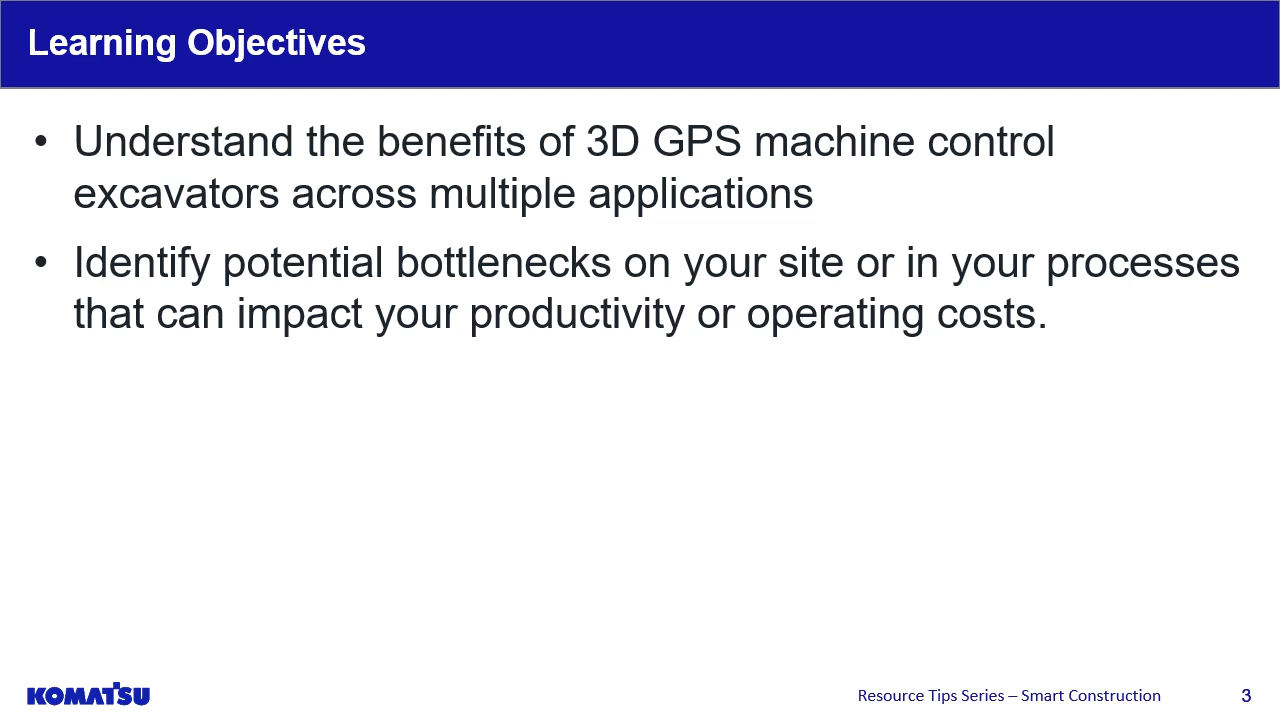 Learning Objectives
• Understand the benefits of 3D GPS machine control
excavators across multiple applications
• Identify potential bottlenecks on your site or in your processes
that can impact your productivity or operating costs.
KOMATSU
Resource Tips Series – Smart Construction
3